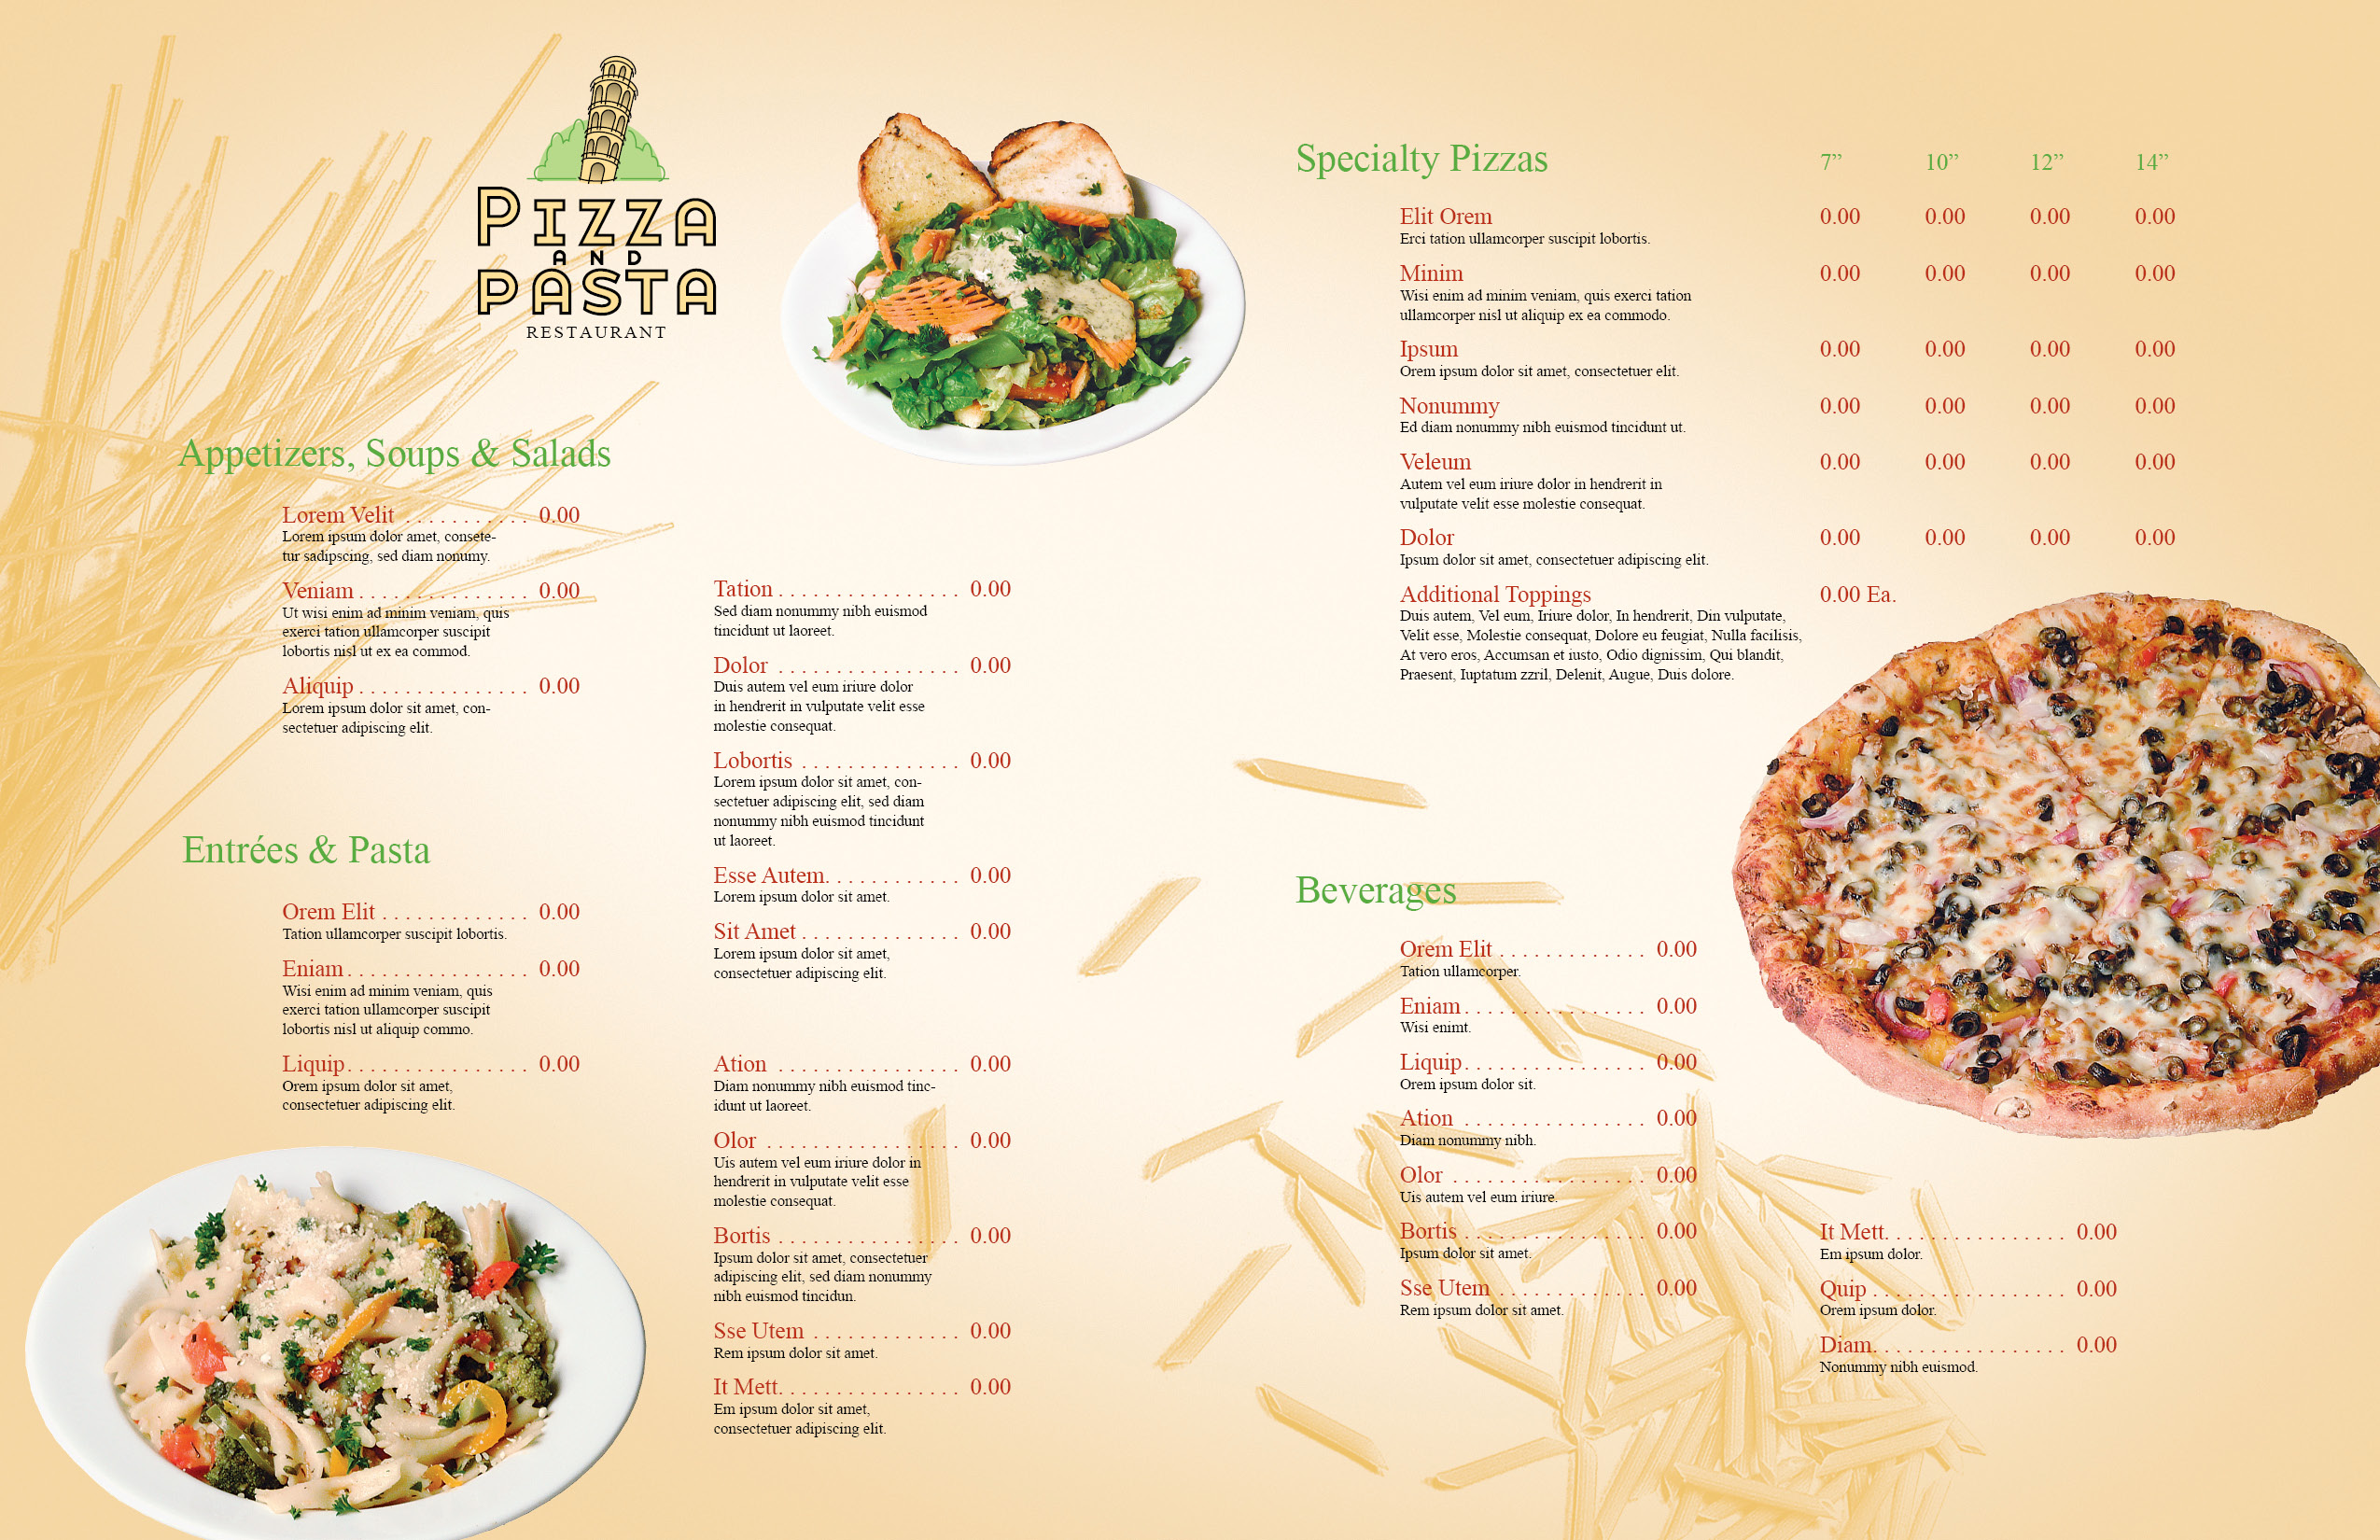 PIZZA
AND
PASTA
RESTAURANT
Appetizers, Soups & Salads
Lorem Velit . . . . . . . . . . . 0.00
Lorem ipsum dolor amet, consete-
tur sadipscing, sed diam nonumy.
Veniam . . . . . . . . . . . . . . . 0.00
Ut wisi enim ad minim veniam, quis
exerci tation ullamcorper suscipit
lobortis nisl ut ex ea commod.
Aliquip . . . . . . . . . . . . . . . 0.00
Lorem ipsum dolor sit amet, con-
sectetuer adipiscing elit.
Tation . . . . . . . . . . . . . . . . 0.00
Sed diam nonummy nibh euismod
tincidunt ut laoreet.
Dolor . . . . . . . . . . . . . . . . 0.00
Duis autem vel eum iriure dolor
in hendrerit in vulputate velit esse
molestie consequat.
Lobortis . . . . . . . . . . . . . . 0.00
Lorem ipsum dolor sit amet, con-
sectetuer adipiscing elit, sed diam
nonummy nibh euismod tincidunt
ut laoreet.
Esse Autem. . . . . . . . . . . . 0.00
Lorem ipsum dolor sit amet.
Sit Amet . . . . . . . . . . . . . . 0.00
Lorem ipsum dolor sit amet,
consectetuer adipiscing elit.
Entrées & Pasta
Orem Elit . . . . . . . . . . . . . 0.00
Tation ullamcorper suscipit lobortis.
Eniam . . . . . . . . . . . . . . . . 0.00
Wisi enim ad minim veniam, quis
exerci tation ullamcorper suscipit
lobortis nisl ut aliquip commo.
Liquip. . . . . . . . . . . . . . . . 0.00
Orem ipsum dolor sit amet,
consectetuer adipiscing elit.
Ation . . . . . . . . . . . . . . . . 0.00
Diam nonummy nibh euismod tinc-
idunt ut laoreet.
Olor . . . . . . . . . . . . . . . . . 0.00
Uis autem vel eum iriure dolor in
hendrerit in vulputate velit esse
molestie consequat.
Bortis . . . . . . . . . . . . . . . . 0.00
Ipsum dolor sit amet, consectetuer
adipiscing elit, sed diam nonummy
nibh euismod tincidun.
Sse Utem . . . . . . . . . . . . . 0.00
Rem ipsum dolor sit amet.
It Mett. . . . . . . . . . . . . . . . 0.00
Em ipsum dolor sit amet,
consectetuer adipiscing elit.
Specialty Pizzas 7” 10” 12” 14”
Elit Orem 0.00 0.00 0.00 0.00
Erci tation ullamcorper suscipit lobortis.
Minim 0.00 0.00 0.00 0.00
Wisi enim ad minim veniam, quis exerci tation
ullamcorper nisl ut aliquip ex ea commodo.
Ipsum 0.00 0.00 0.00 0.00
Orem ipsum dolor sit amet, consectetuer elit.
Nonummy 0.00 0.00 0.00 0.00
Ed diam nonummy nibh euismod tincidunt ut.
Veleum 0.00 0.00 0.00 0.00
Autem vel eum iriure dolor in hendrerit in
vulputate velit esse molestie consequat.
Dolor 0.00 0.00 0.00 0.00
Ipsum dolor sit amet, consectetuer adipiscing elit.
Additional Toppings 0.00 Ea.
Duis autem, Vel eum, Iriure dolor, In hendrerit, Din vulputate,
Velit esse, Molestie consequat, Dolore eu feugiat, Nulla facilisis,
At vero eros, Accumsan et iusto, Odio dignissim, Qui blandit,
Praesent, Iuptatum zzril, Delenit, Augue, Duis dolore.
Beverages
Orem Elit . . . . . . . . . . . . . 0.00
Tation ullamcorper.
Eniam . . . . . . . . . . . . . . . . 0.00
Wisi enimt.
Liquip. . . . . . . . . . . . . . . . 0.00
Orem ipsum dolor sit.
Ation . . . . . . . . . . . . . . . . 0.00
Diam nonummy nibh.
Olor . . . . . . . . . . . . . . . . . 0.00
Uis autem vel eum iriure.
Bortis . . . . . . . . . . . . . . . . 0.00
Ipsum dolor sit amet.
Sse Utem . . . . . . . . . . . . . 0.00
Rem ipsum dolor sit amet.
It Mett. . . . . . . . . . . . . . . . 0.00
Em ipsum dolor.
Quip . . . . . . . . . . . . . . . . . 0.00
Orem ipsum dolor.
Diam. . . . . . . . . . . . . . . . . 0.00
Nonummy nibh euismod.